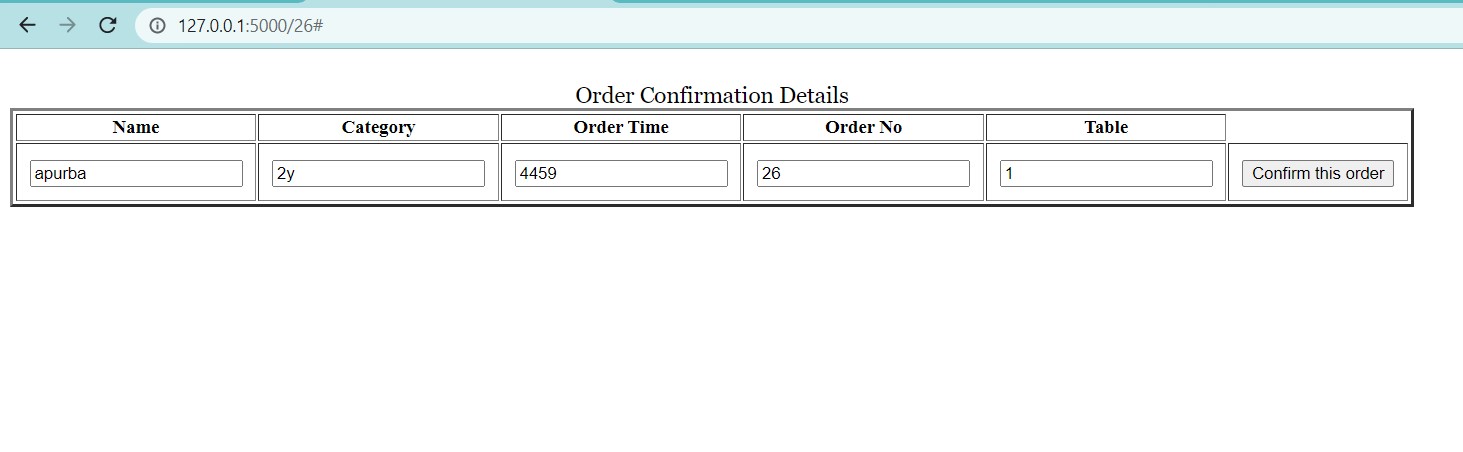 127.0.0.1:5000/26#
Order Confirmation Details
Name Category Order Time Order No Table
apurba 2y 4459 26 1 Confirm this order